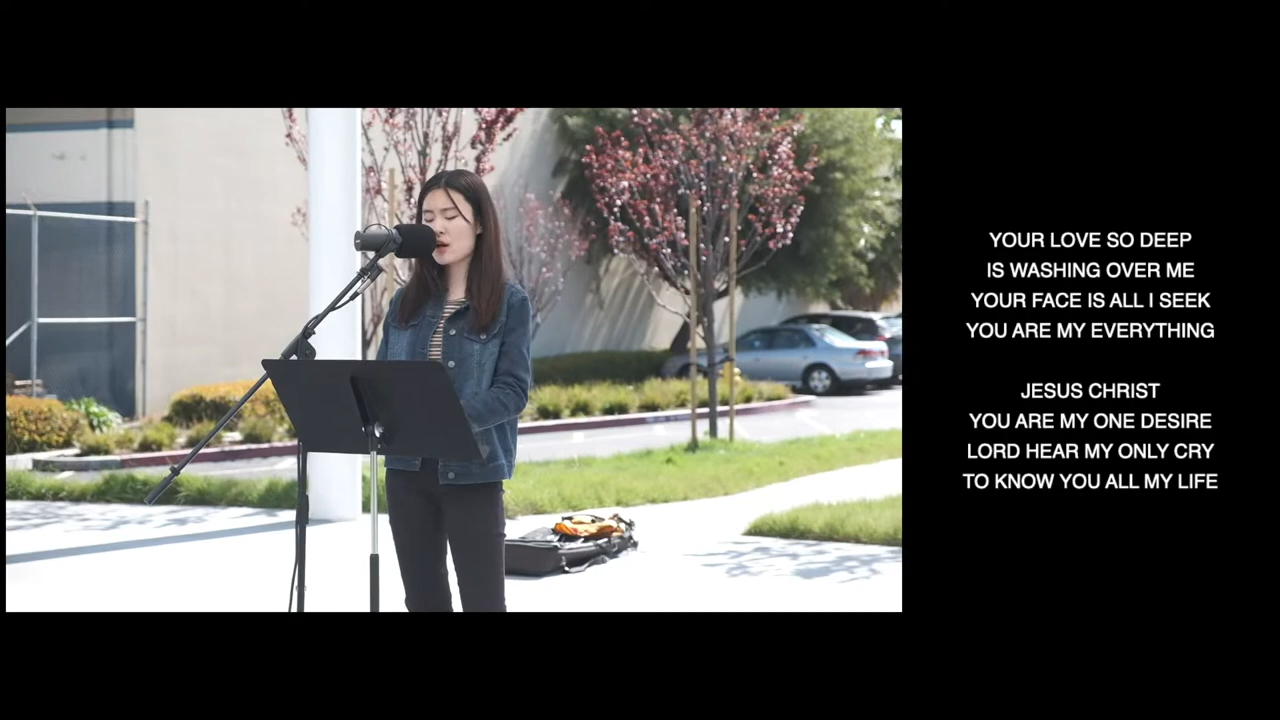 YOUR LOVE SO DEEP
IS WASHING OVER ME
YOUR FACE IS ALL I SEEK
YOU ARE MY EVERYTHING
JESUS CHRIST
YOU ARE MY ONE DESIRE
LORD HEAR MY ONLY CRY
TO KNOW YOU ALL MY LIFE